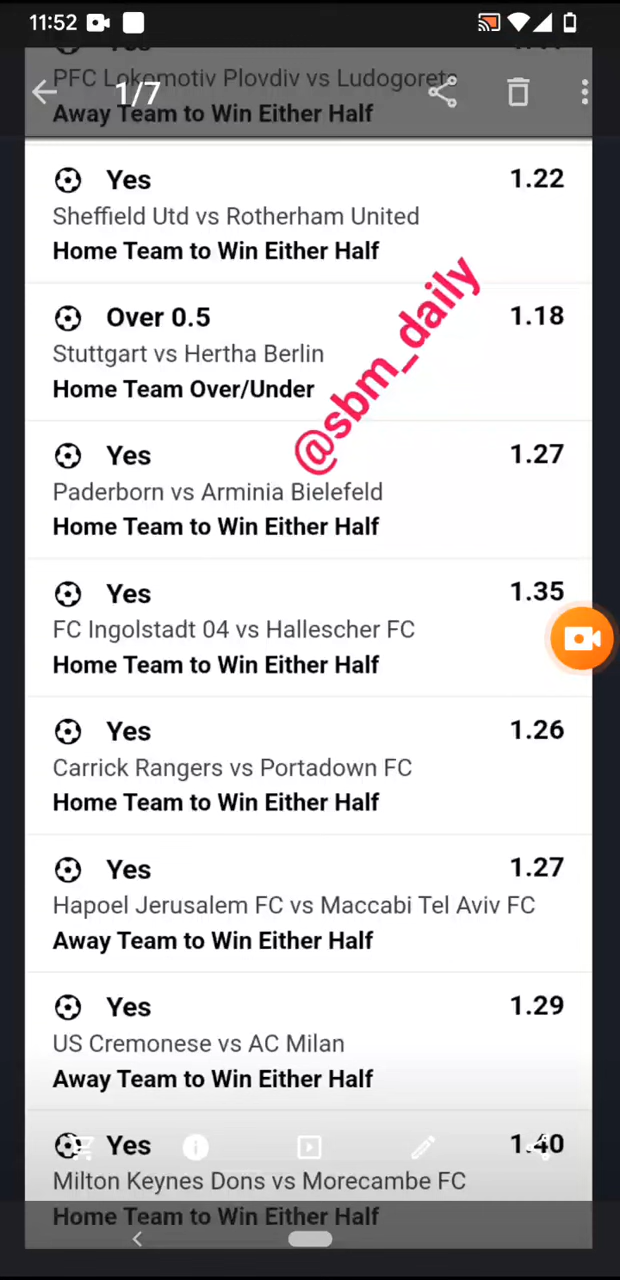 11:52
PFC Lokomotiv Plovdiv vs Ludogorets
1/7
Away Team to Win Either Half
Yes 1.22
Sheffield Utd vs Rotherham United
Home Team to Win Either Half
@sbm_daily
Over 0.5 1.18
Stuttgart vs Hertha Berlin
Home Team Over/Under
Yes 1.27
Paderborn vs Arminia Bielefeld
Home Team to Win Either Half
Yes 1.35
FC Ingolstadt 04 vs Hallescher FC
Home Team to Win Either Half
Yes 1.26
Carrick Rangers vs Portadown FC
Home Team to Win Either Half
Yes 1.27
Hapoel Jerusalem FC vs Maccabi Tel Aviv FC
Away Team to Win Either Half
Yes 1.29
US Cremonese vs AC Milan
Away Team to Win Either Half
Yes 1.40
Milton Keynes Dons vs Morecambe FC
Home Team to Win Either Half